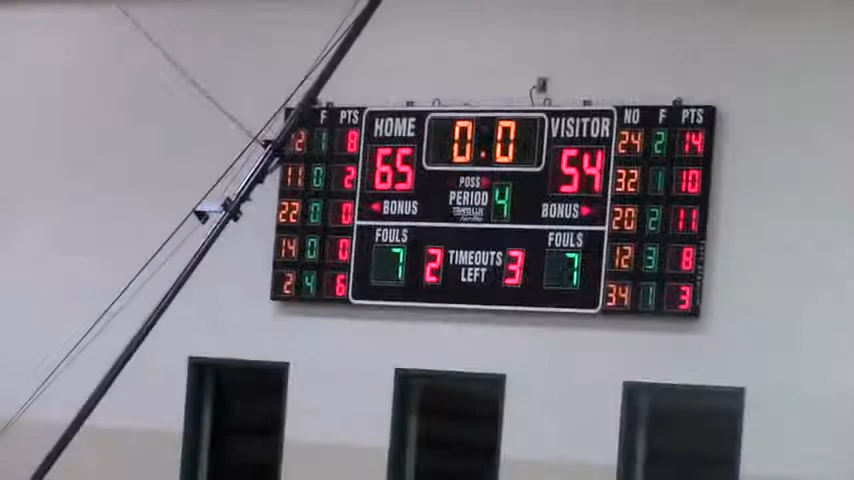 F PTS
HOME 0.0 VISITOR
NO F PTS
65 54
POSS
PERIOD 4
TRANSLUX
BONUS BONUS
FOULS FOULS
7 2 TIMEOUTS LEFT 3 7
2 1 8
11 0 2
22 0 0
14 0 0
2 4 6
24 2 14
32 1 10
20 2 11
12 3 8
34 1 3